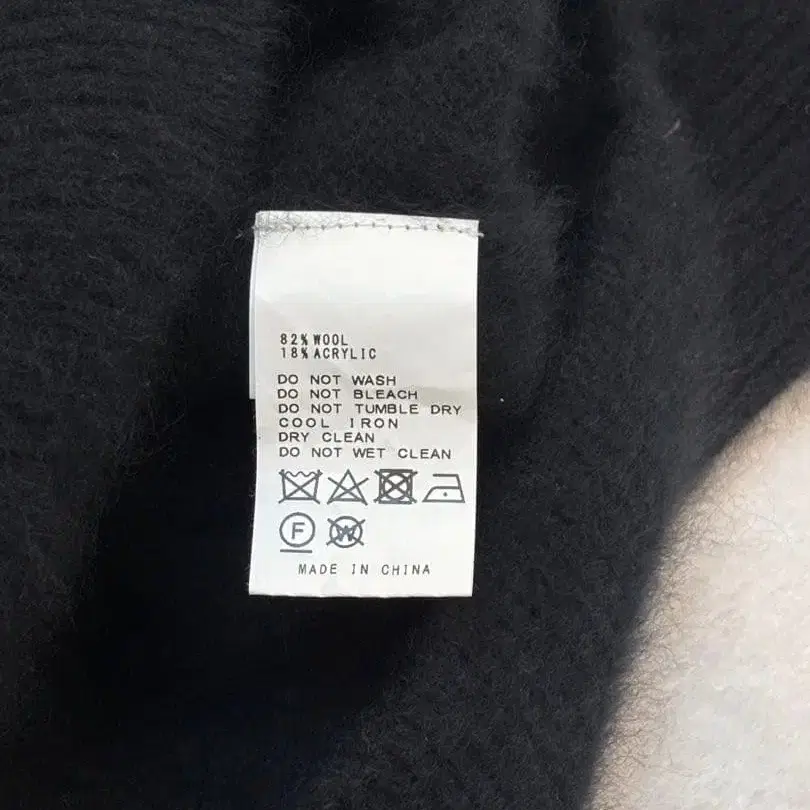 82% WOOL
18% ACRYLIC
DO NOT WASH
DO NOT BLEACH
DO NOT TUMBLE DRY
COOL IRON
DRY CLEAN
DO NOT WET CLEAN
F W
MADE IN CHINA